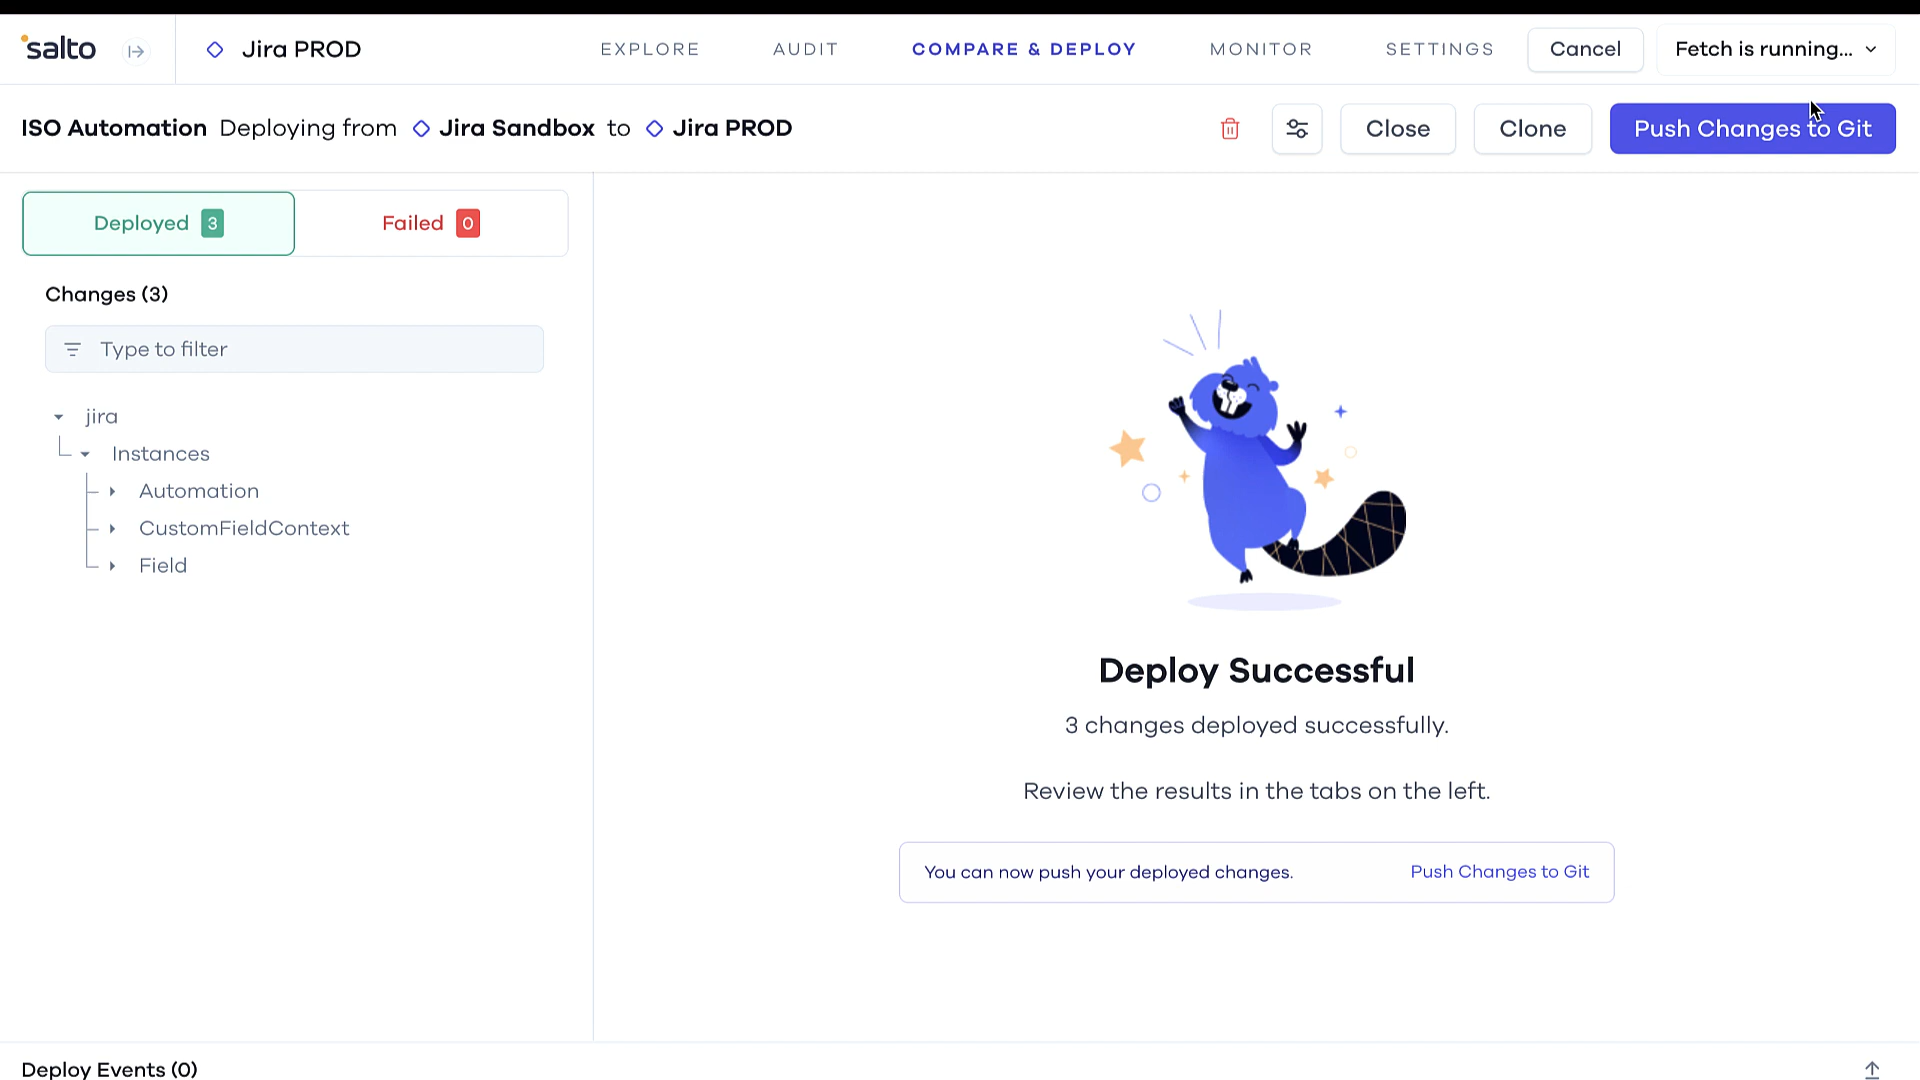 salto
Jira PROD
EXPLORE
AUDIT
COMPARE & DEPLOY
MONITOR
SETTINGS
Cancel
Fetch is running...
ISO Automation Deploying from Jira Sandbox to Jira PROD
Close
Clone
Push Changes to Git
Deployed 3
Failed 0
Changes (3)
Type to filter
jira
Instances
Automation
CustomFieldContext
Field
Deploy Successful
3 changes deployed successfully.
Review the results in the tabs on the left.
You can now push your deployed changes.
Push Changes to Git
Deploy Events (0)